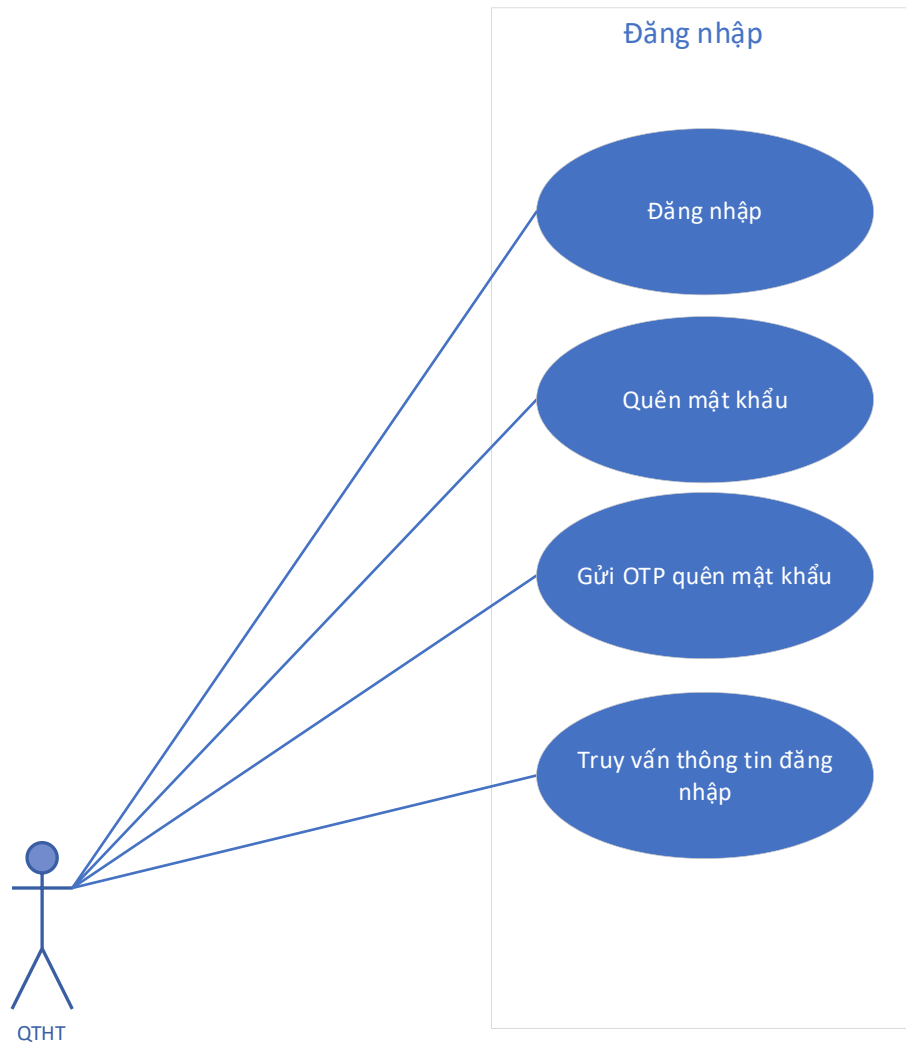 Đăng nhập
Đăng nhập
Quên mật khẩu
Gửi OTP quên mật khẩu
Truy vấn thông tin đăng
nhập
QTHT